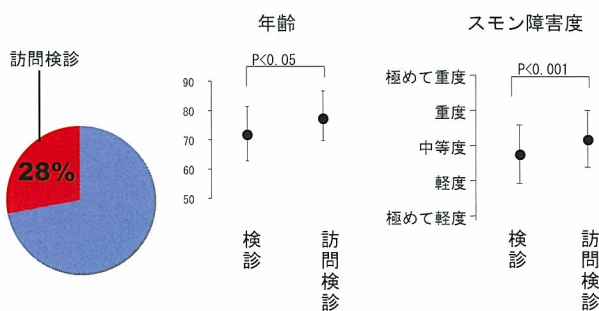 訪問検診
28%
年齢
P<0.05
90
80
70
60
50
検診
訪問検診
スモン障害度
P<0.001
極めて重度
重度
中等度
軽度
極めて軽度
検診
訪問検診